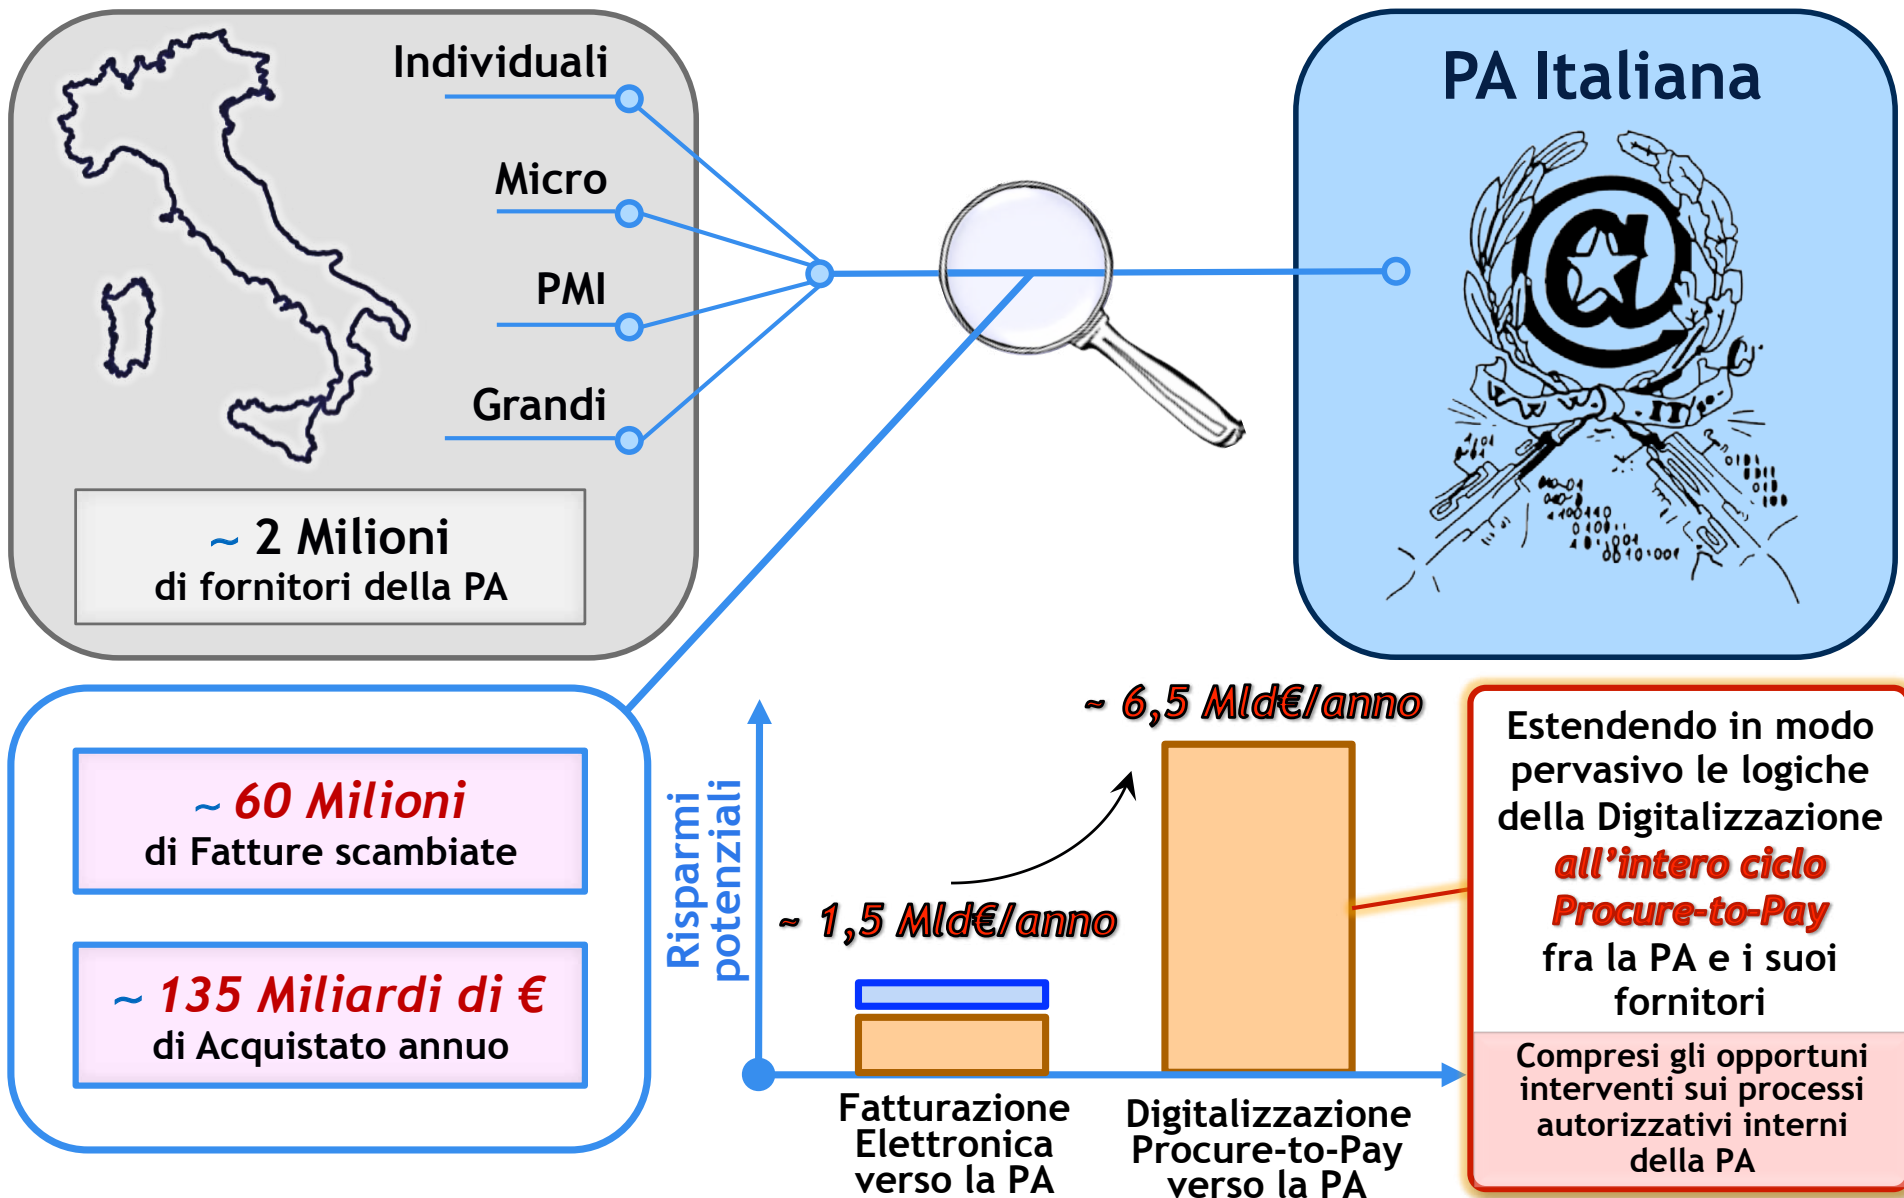 Individuali
Micro
PMI
Grandi
~ 2 Milioni
di fornitori della PA
PA Italiana
~ 60 Milioni
di Fatture scambiate
~ 135 Miliardi di €
di Acquistato annuo
Risparmi
potenziali
~ 1,5 Mld€/anno
~ 6,5 Mld€/anno
Fatturazione
Elettronica
verso la PA
Digitalizzazione
Procure-to-Pay
verso la PA
Estendendo in modo
pervasivo le logiche
della Digitalizzazione
all’intero ciclo
Procure-to-Pay
fra la PA e i suoi
fornitori
Compresi gli opportuni
interventi sui processi
autorizzativi interni
della PA